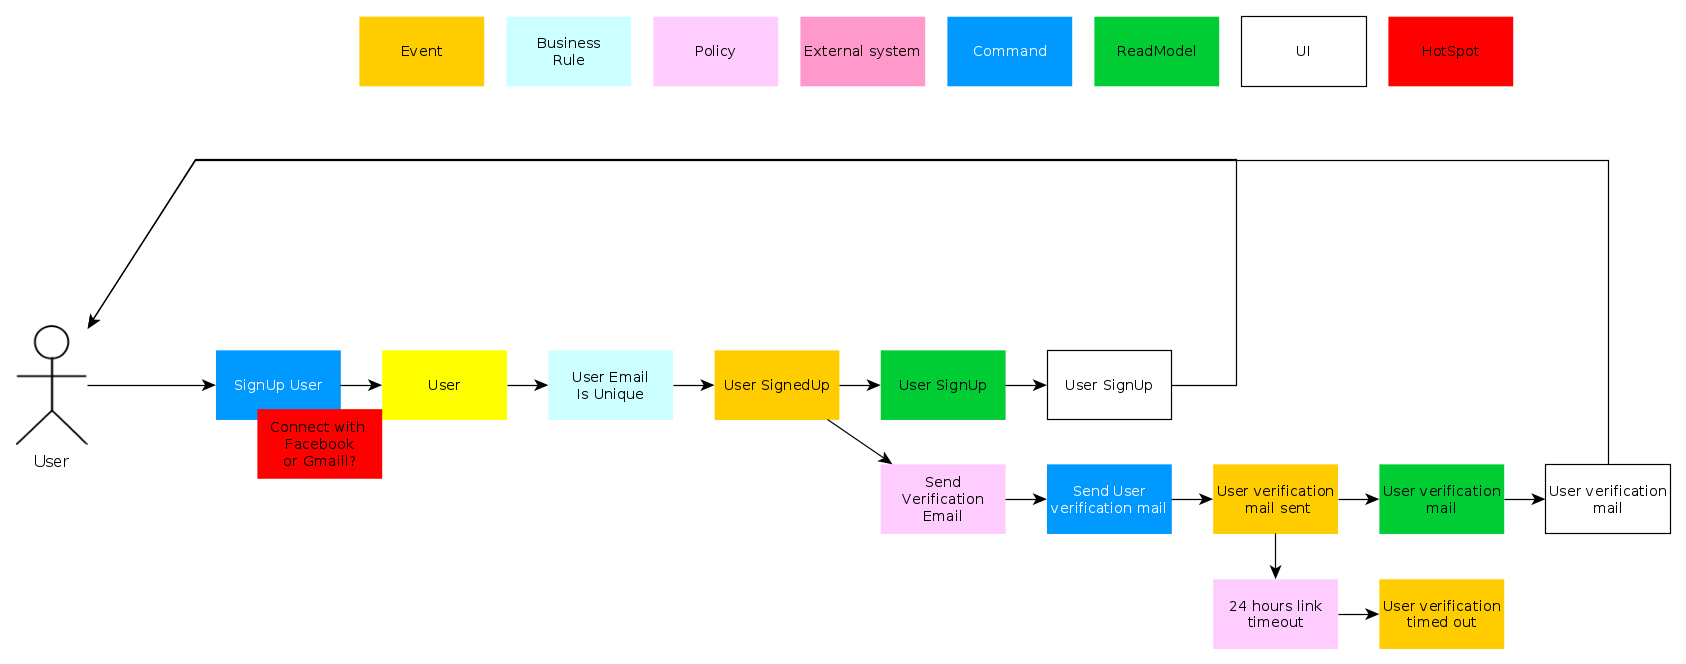 Event
Business
Rule
Policy
External system
Command
ReadModel
UI
HotSpot
User
SignUp User
Connect with
Facebook
or Gmaill?
User
User Email
Is Unique
User SignedUp
User SignUp
User SignUp
Send
Verification
Email
Send User
verification mail
User verification
mail sent
User verification
mail
User verification
mail
24 hours link
timeout
User verification
timed out